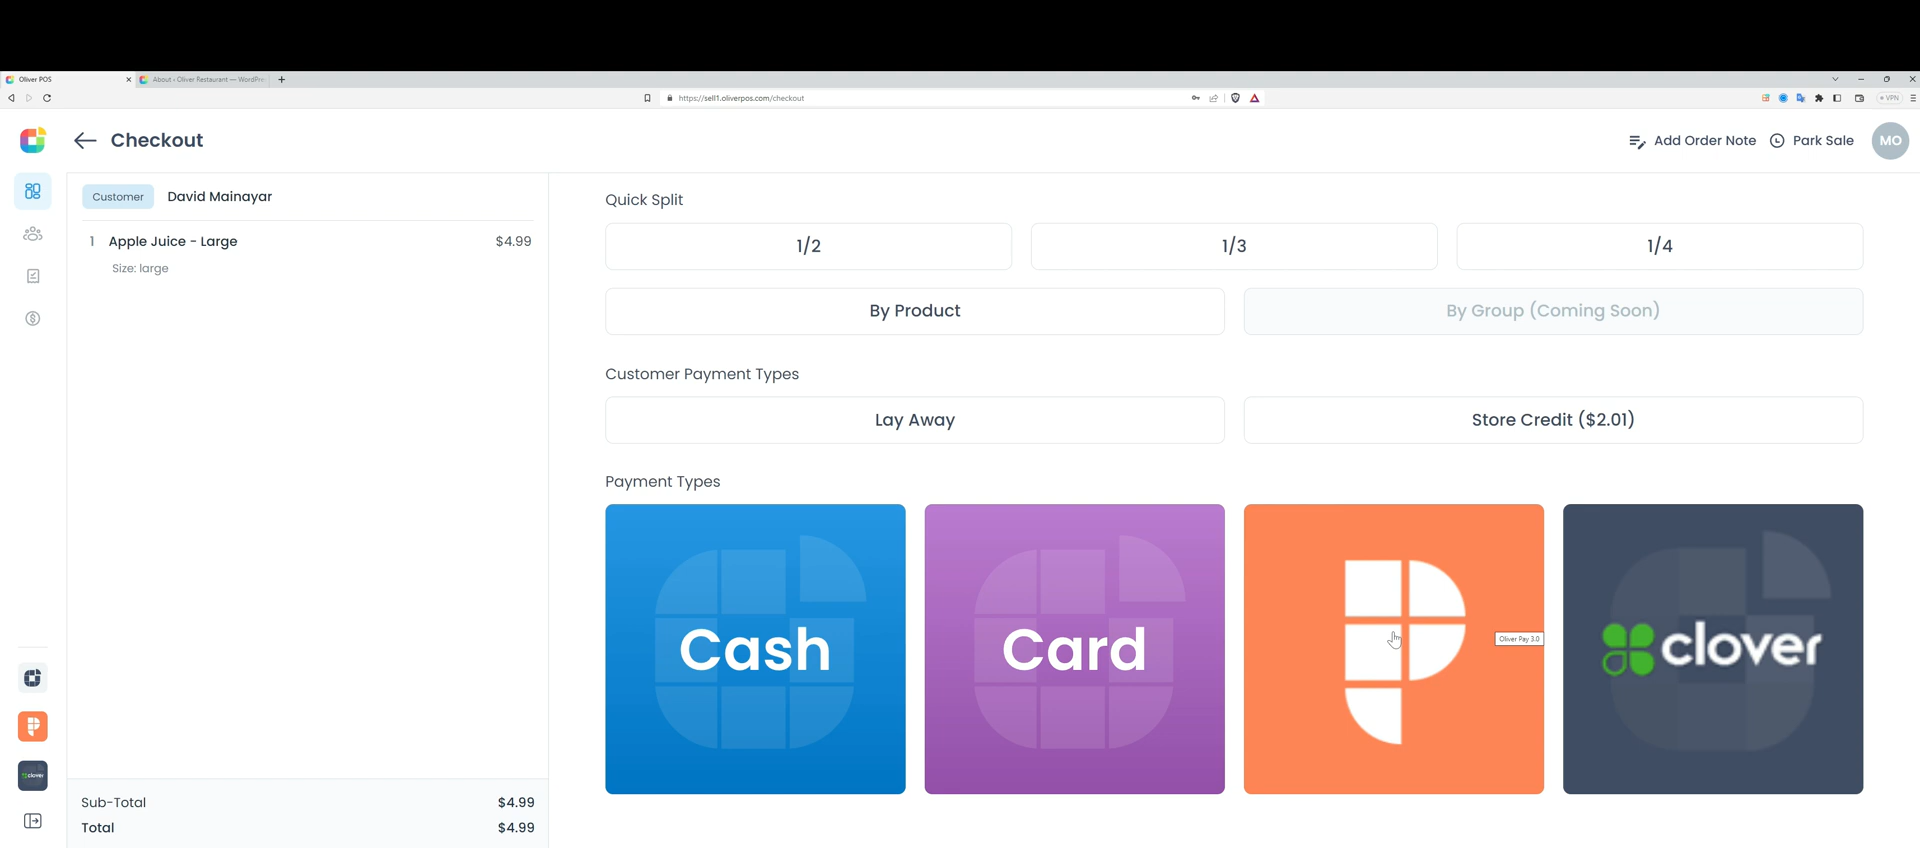 Oliver POS
About ‹ Oliver Restaurant — WordPre
https://sell1.oliverpos.com/checkout
VPN
Checkout
Add Order Note
Park Sale
MO
Customer
David Mainayar
1 Apple Juice - Large $4.99
Size: large
Sub-Total $4.99
Total $4.99
Quick Split
1/2
1/3
1/4
By Product
By Group (Coming Soon)
Customer Payment Types
Lay Away
Store Credit ($2.01)
Payment Types
Cash
Card
Oliver Pay 3.0
clover
clover